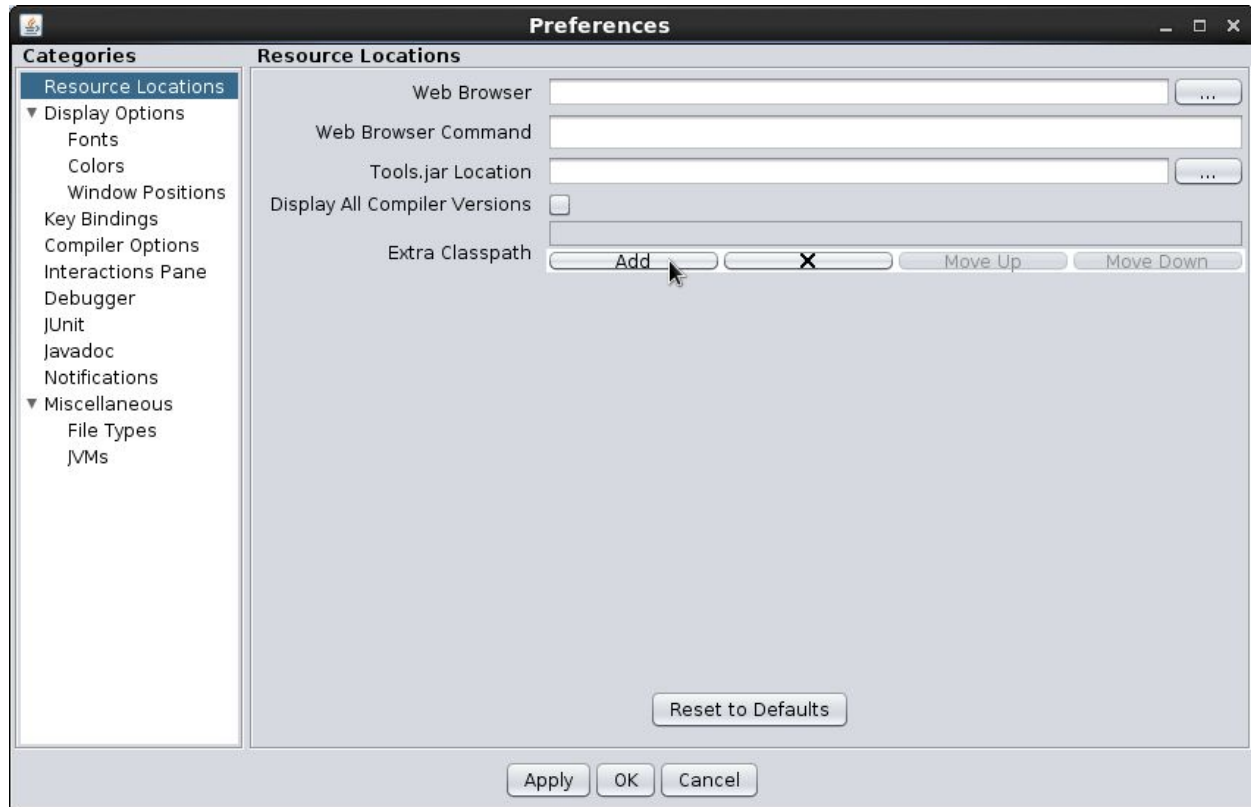 Preferences
Categories
Resource Locations
Display Options
Fonts
Colors
Window Positions
Key Bindings
Compiler Options
Interactions Pane
Debugger
JUnit
Javadoc
Notifications
Miscellaneous
File Types
JVMs
Resource Locations
Web Browser ...
Web Browser Command
Tools.jar Location ...
Display All Compiler Versions
Extra Classpath
Add X Move Up Move Down
Reset to Defaults
Apply OK Cancel